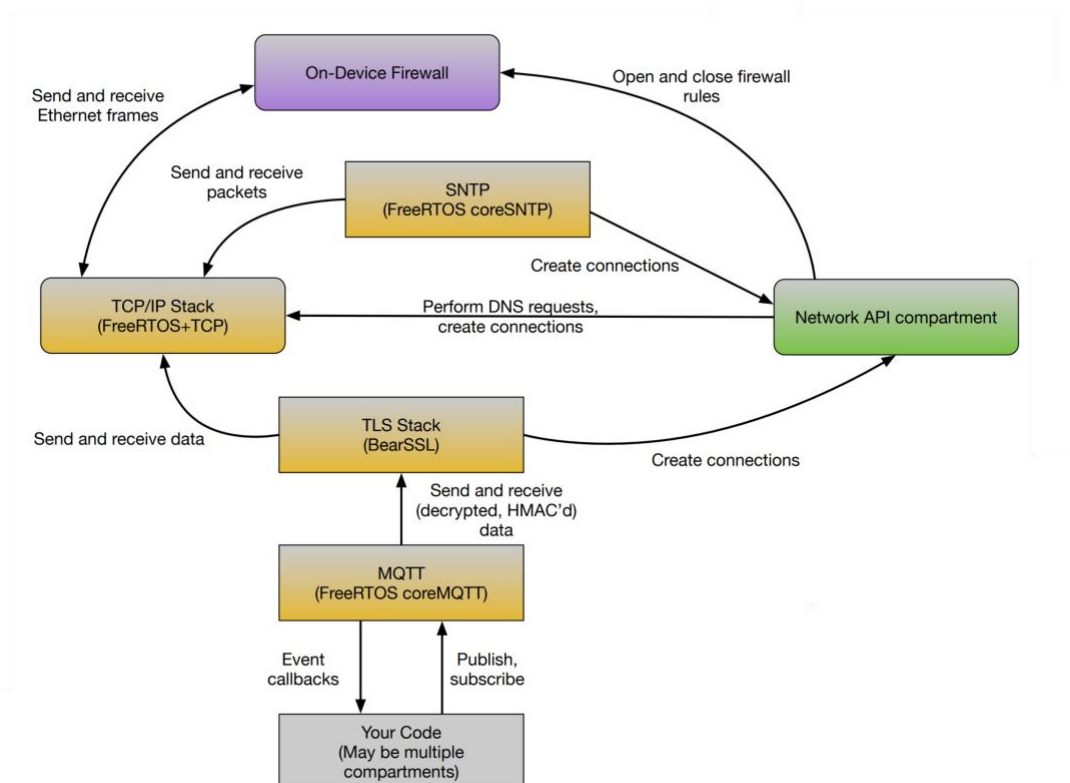 On-Device Firewall
Open and close firewall
rules
Send and receive
Ethernet frames
Send and receive
packets
SNTP
(FreeRTOS coreSNTP)
Create connections
TCP/IP Stack
(FreeRTOS+TCP)
Perform DNS requests,
create connections
Network API compartment
TLS Stack
(BearSSL)
Send and receive data
Create connections
Send and receive
(decrypted, HMAC'd)
data
MQTT
(FreeRTOS coreMQTT)
Event
callbacks
Publish,
subscribe
Your Code
(May be multiple
compartments)